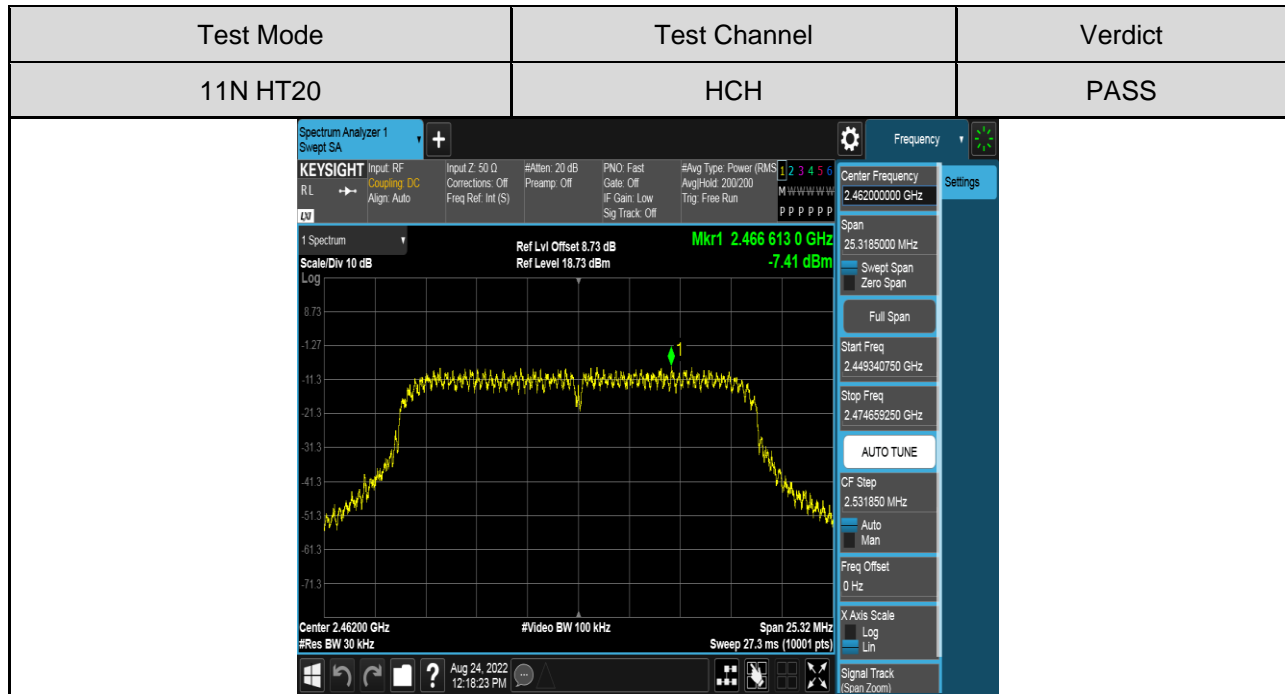 Test Mode Test Channel Verdict
11N HT20 HCH PASS
Spectrum Analyzer 1
Swept SA
+
Frequency
KEYSIGHT Input: RF Input Z: 50 Ω #Atten: 20 dB PNO: Fast #Avg Type: Power (RMS 1 2 3 4 5 6
RL Coupling: DC Corrections: Off Preamp: Off Gate: Off Avg|Hold: 200/200 M W W W W W
Align: Auto Freq Ref: Int (S) IF Gain: Low Trig: Free Run
LXI Sig Track: Off P P P P P P
1 Spectrum
Scale/Div 10 dB
Log
Ref Lvl Offset 8.73 dB
Ref Level 18.73 dBm
Mkr1 2.466 613 0 GHz
-7.41 dBm
8.73
-1.27
-11.3
-21.3
-31.3
-41.3
-51.3
-61.3
-71.3
1
Center 2.46200 GHz #Video BW 100 kHz Span 25.32 MHz
#Res BW 30 kHz Sweep 27.3 ms (10001 pts)
Center Frequency
2.462000000 GHz
Settings
Span
25.3185000 MHz
Swept Span
Zero Span
Full Span
Start Freq
2.449340750 GHz
Stop Freq
2.474659250 GHz
AUTO TUNE
CF Step
2.531850 MHz
Auto
Man
Freq Offset
0 Hz
X Axis Scale
Log
Lin
Signal Track
(Span Zoom)
?
Aug 24, 2022
12:18:23 PM